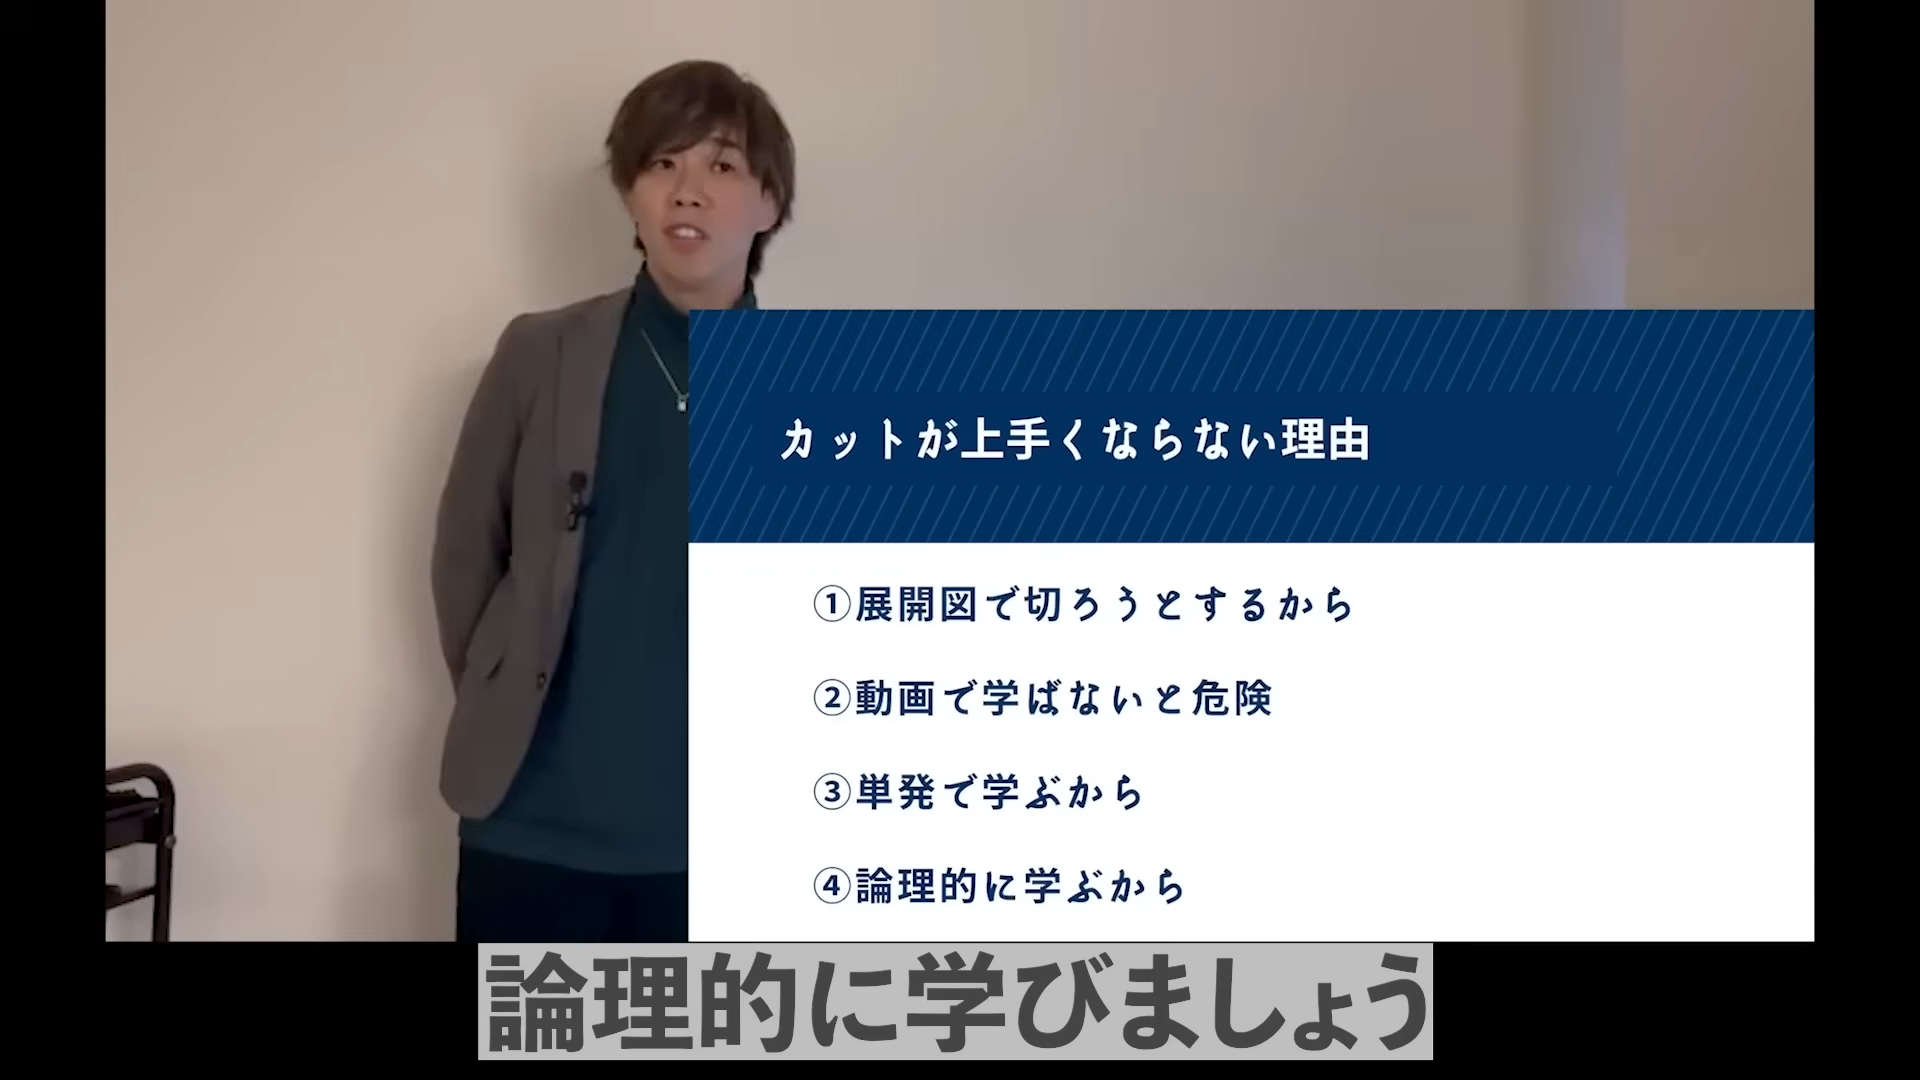 カットが上手くならない理由
①展開図で切ろうとするから
②動画で学ばないと危険
③単発で学ぶから
④論理的に学ぶから
論理的に学びましょう